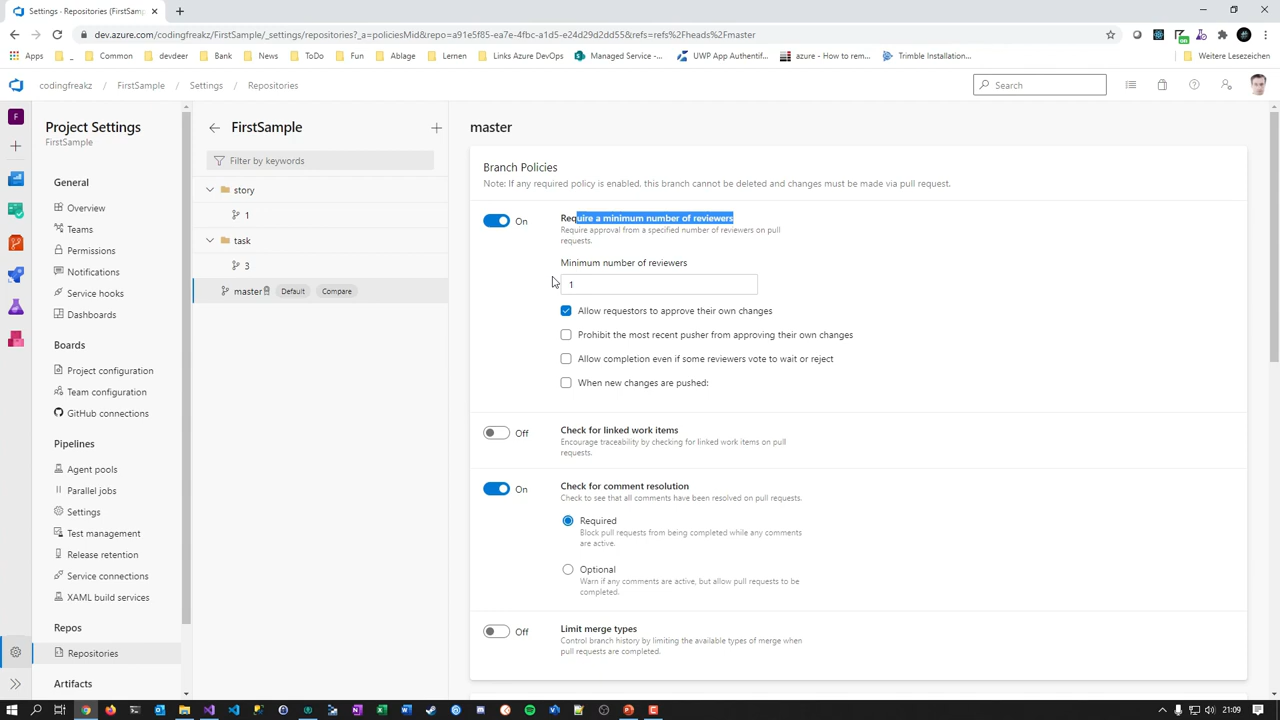 Settings - Repositories (FirstSample
dev.azure.com/codingfreakz/FirstSample/_settings/repositories?_a=policiesMid&repo=a91e5f85-ea7e-4fbc-a1d5-e24d29d2dd55&refs=refs%2Fheads%2Fmaster
Apps _ Common devdeer Bank News ToDo Fun Ablage Lernen Links Azure DevOps Managed Service -... UWP App Authentif... azure - How to rem... Trimble Installation... Weitere Lesezeichen
codingfreakz / FirstSample / Settings / Repositories
Search
F
Project Settings
FirstSample
General
Overview
Teams
Permissions
Notifications
Service hooks
Dashboards
Boards
Project configuration
Team configuration
GitHub connections
Pipelines
Agent pools
Parallel jobs
Settings
Test management
Release retention
Service connections
XAML build services
Repos
Repositories
Artifacts
FirstSample
Filter by keywords
story
1
task
3
master Default Compare
master
Branch Policies
Note: If any required policy is enabled, this branch cannot be deleted and changes must be made via pull request.
On
Require a minimum number of reviewers
Require approval from a specified number of reviewers on pull
requests.
Minimum number of reviewers
1
Allow requestors to approve their own changes
Prohibit the most recent pusher from approving their own changes
Allow completion even if some reviewers vote to wait or reject
When new changes are pushed:
Off
Check for linked work items
Encourage traceability by checking for linked work items on pull
requests.
On
Check for comment resolution
Check to see that all comments have been resolved on pull requests.
Required
Block pull requests from being completed while any comments
are active.
Optional
Warn if any comments are active, but allow pull requests to be
completed.
Off
Limit merge types
Control branch history by limiting the available types of merge when
pull requests are completed.
21:09